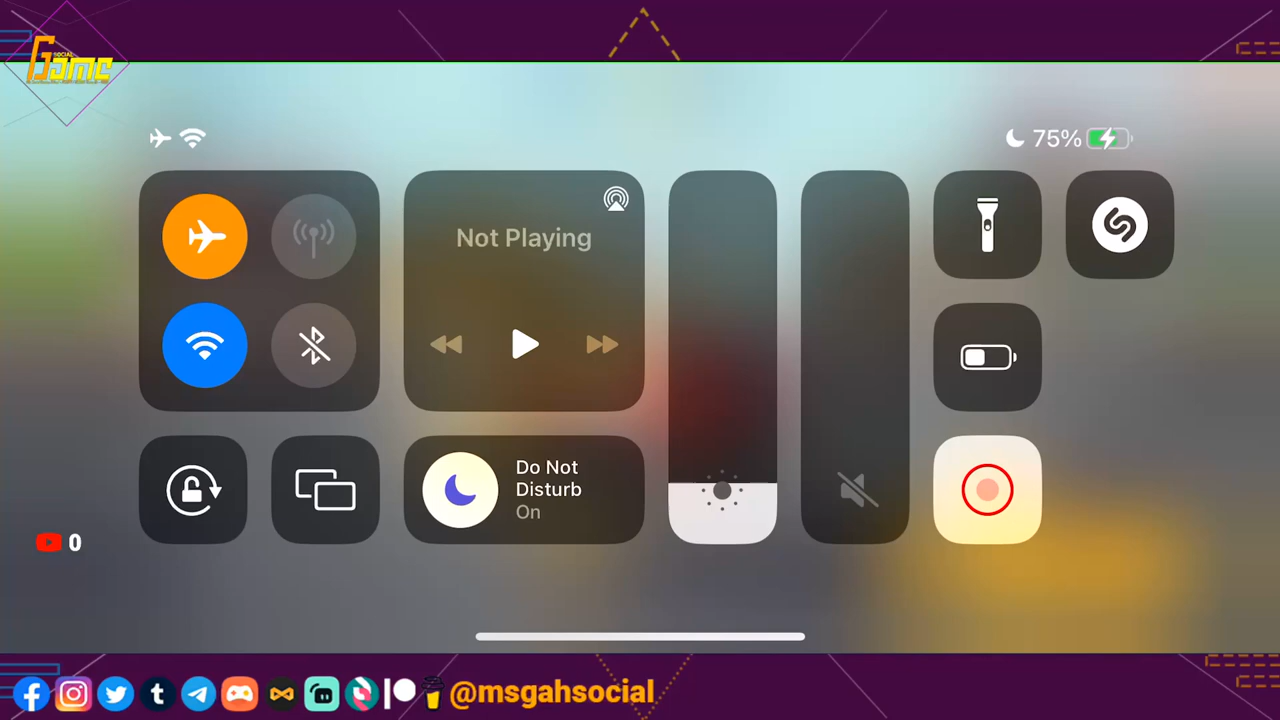 SOCIAL
Game
75%
Not Playing
Do Not
Disturb
On
0
@msgahsocial